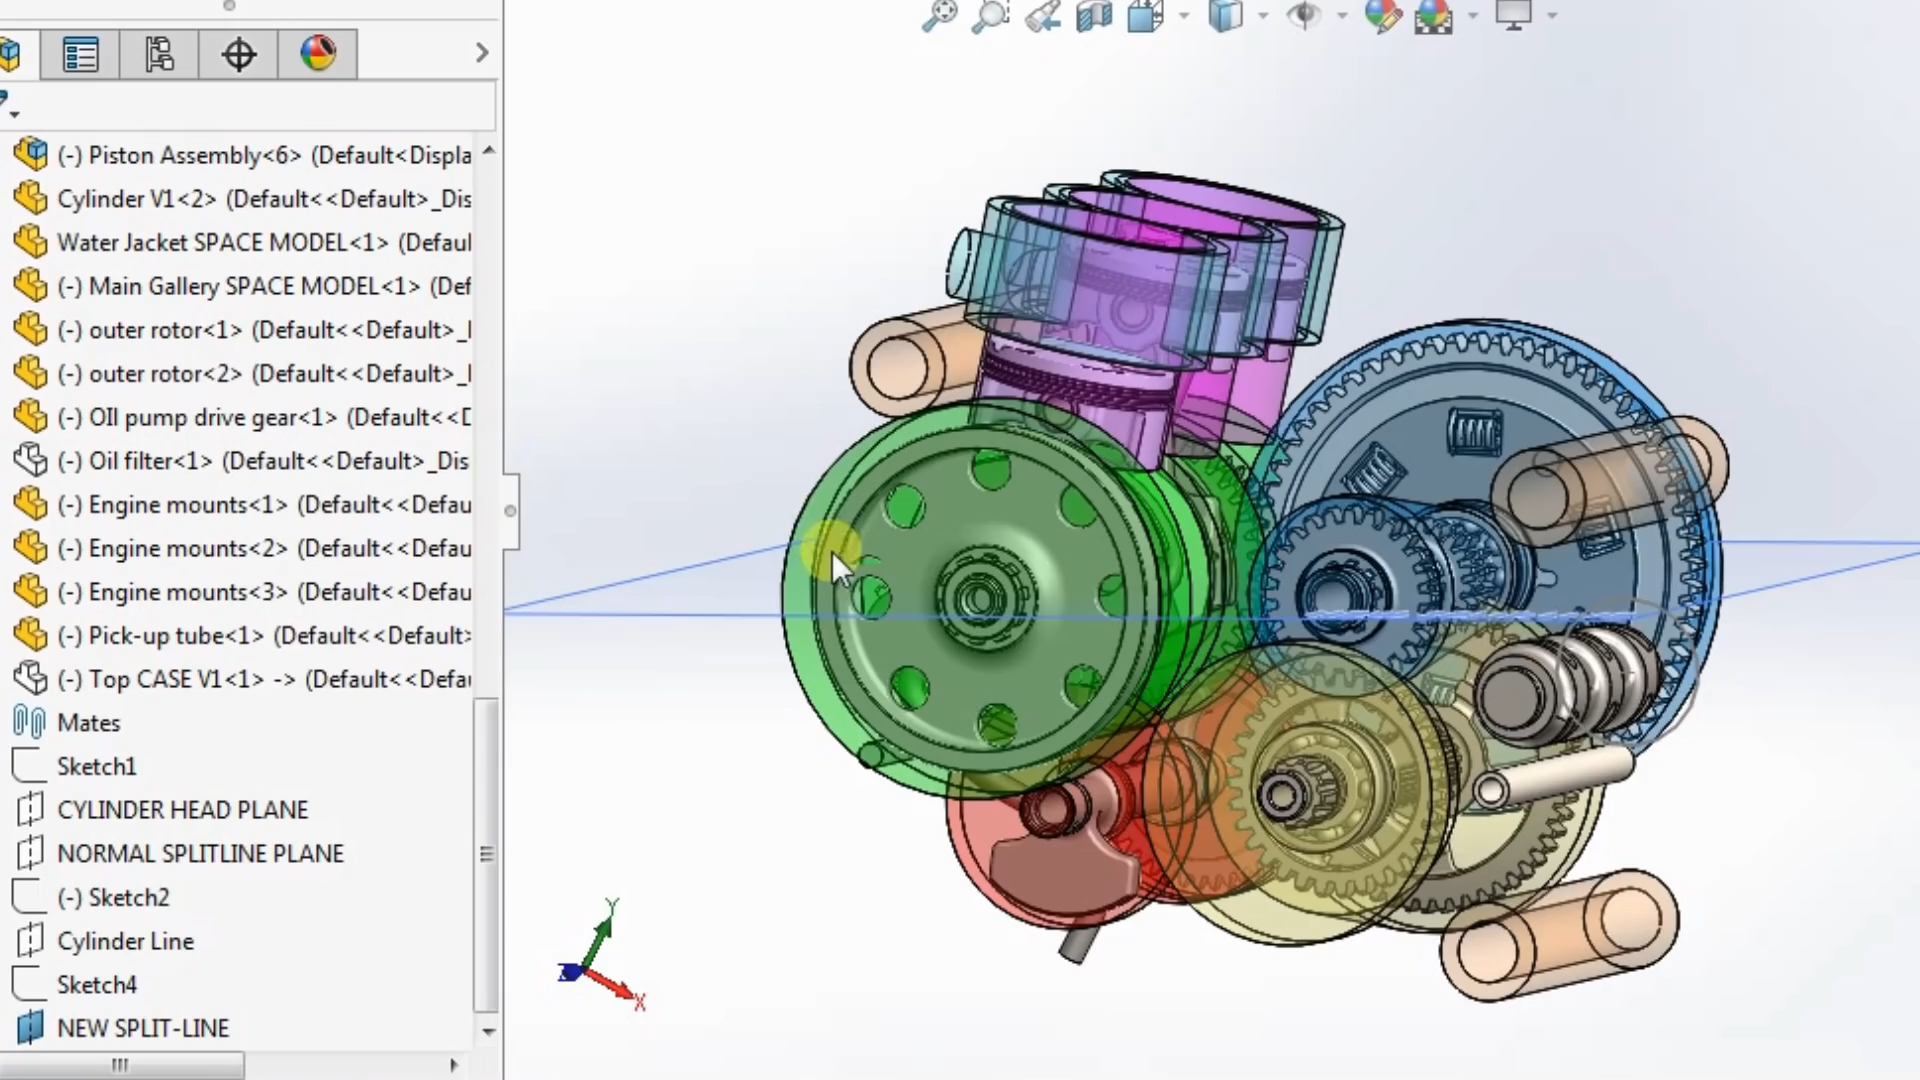 (-) Piston Assembly<6> (Default<Displa
Cylinder V1<2> (Default<<Default>_Dis
Water Jacket SPACE MODEL<1> (Defaul
(-) Main Gallery SPACE MODEL<1> (Def
(-) outer rotor<1> (Default<<Default>_I
(-) outer rotor<2> (Default<<Default>_I
(-) OIl pump drive gear<1> (Default<<D
(-) Oil filter<1> (Default<<Default>_Dis
(-) Engine mounts<1> (Default<<Defau
(-) Engine mounts<2> (Default<<Defau
(-) Engine mounts<3> (Default<<Defau
(-) Pick-up tube<1> (Default<<Default>
(-) Top CASE V1<1> -> (Default<<Defau
Mates
Sketch1
CYLINDER HEAD PLANE
NORMAL SPLITLINE PLANE
(-) Sketch2
Cylinder Line
Sketch4
NEW SPLIT-LINE
Y
Z
X